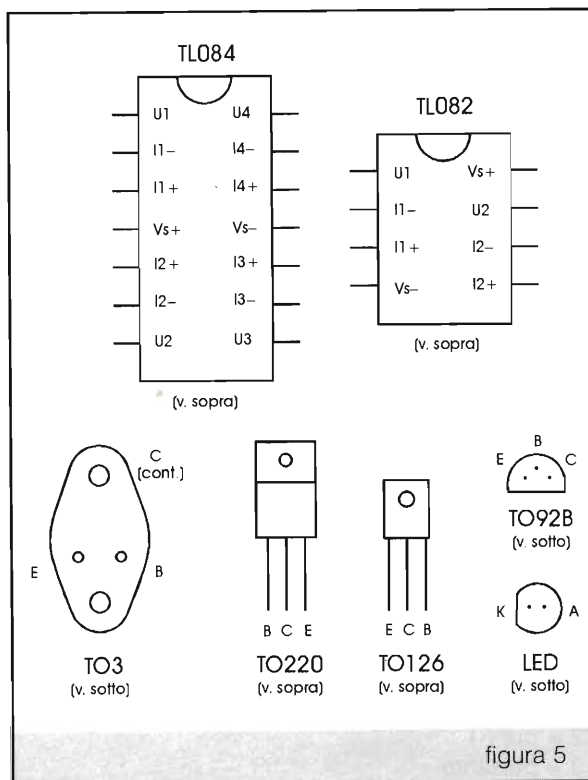 TL084
U1 U4
I1− I4−
I1+ I4+
Vs+ Vs−
I2+ I3+
I2− I3−
U2 U3
(v. sopra)
TL082
U1 Vs+
I1− U2
I1+ I2−
Vs− I2+
(v. sopra)
C
(cont.)
E B
TO3
(v. sotto)
B C E
TO220
(v. sopra)
E C B
TO126
(v. sopra)
B
E C
TO92B
(v. sotto)
K A
LED
(v. sotto)
figura 5